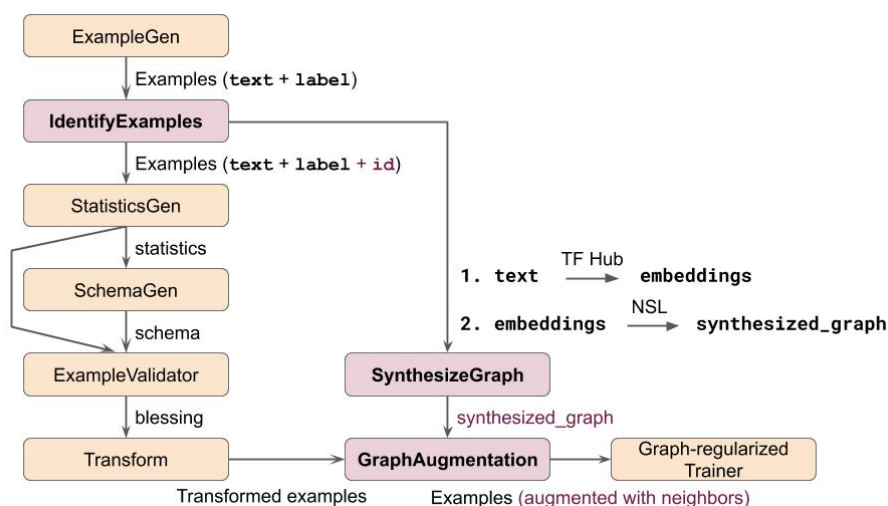 ExampleGen
Examples (text + label)
IdentifyExamples
Examples (text + label + id)
StatisticsGen
statistics
SchemaGen
schema
ExampleValidator
blessing
Transform
Transformed examples
1. text TF Hub embeddings
2. embeddings NSL synthesized_graph
SynthesizeGraph
synthesized_graph
GraphAugmentation
Examples (augmented with neighbors)
Graph-regularized
Trainer